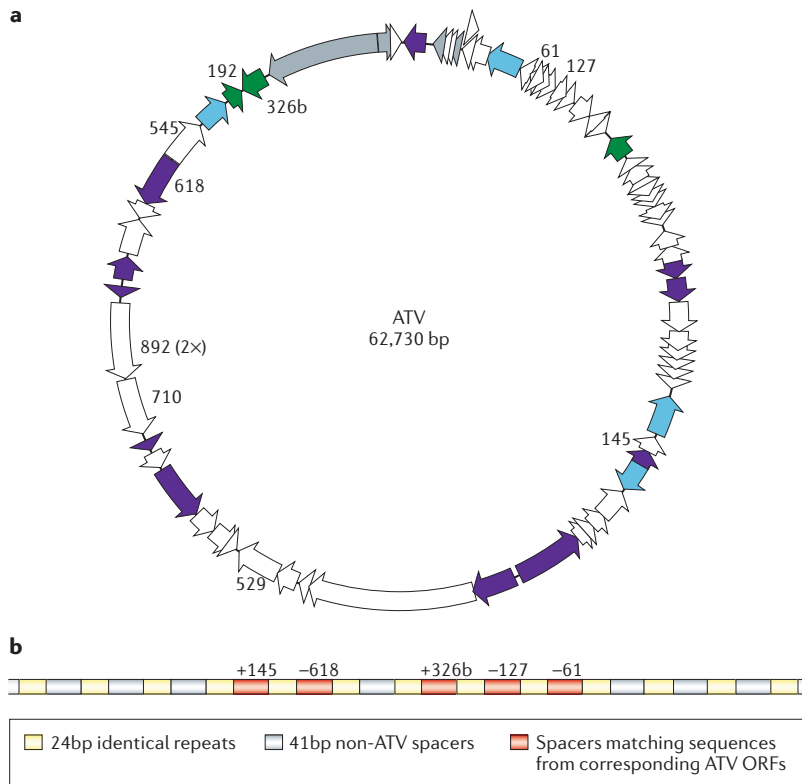 a
61
127
192
326b
545
618
ATV
62,730 bp
892 (2×)
710
145
529
b
+145 −618 +326b −127 −61
24bp identical repeats
41bp non-ATV spacers
Spacers matching sequences
from corresponding ATV ORFs